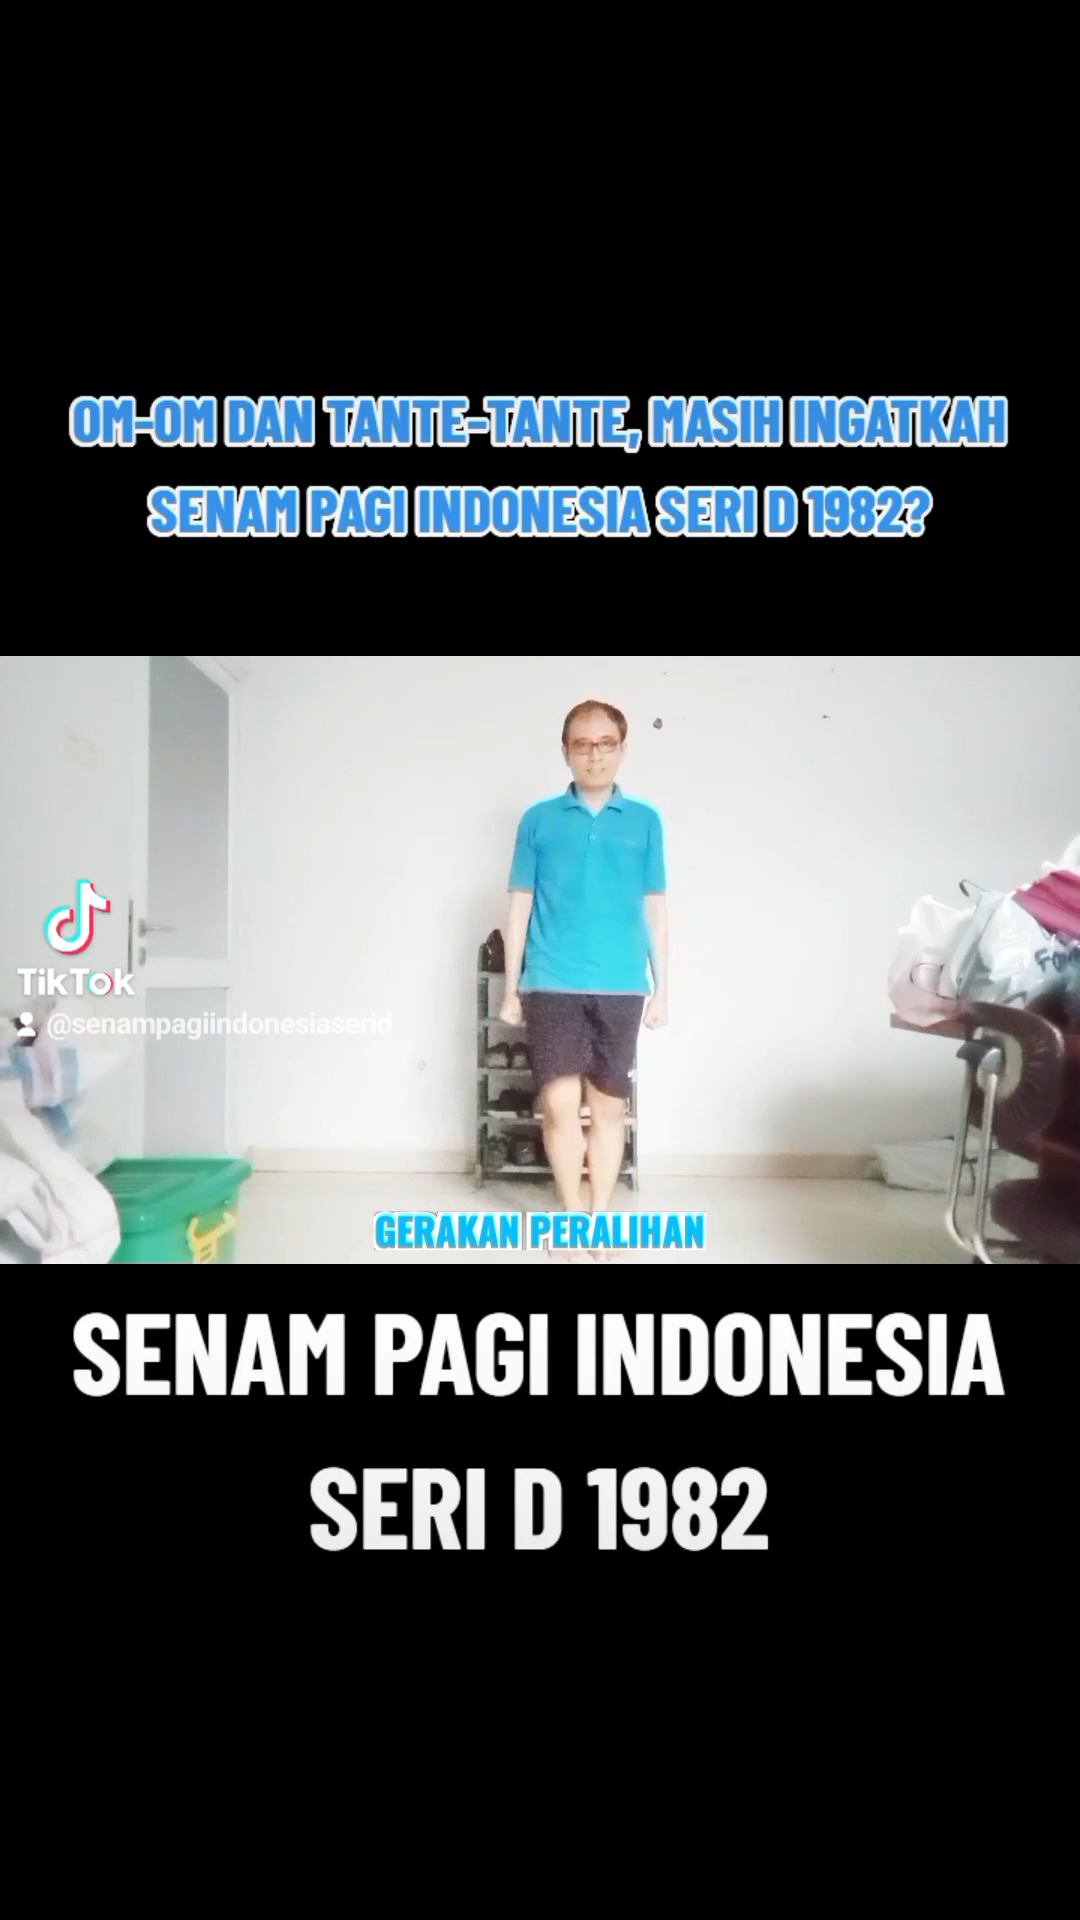 OM-OM DAN TANTE-TANTE, MASIH INGATKAH
SENAM PAGI INDONESIA SERI D 1982?
TikTok
@senampagiindonesiaserid
GERAKAN PERALIHAN
SENAM PAGI INDONESIA
SERI D 1982